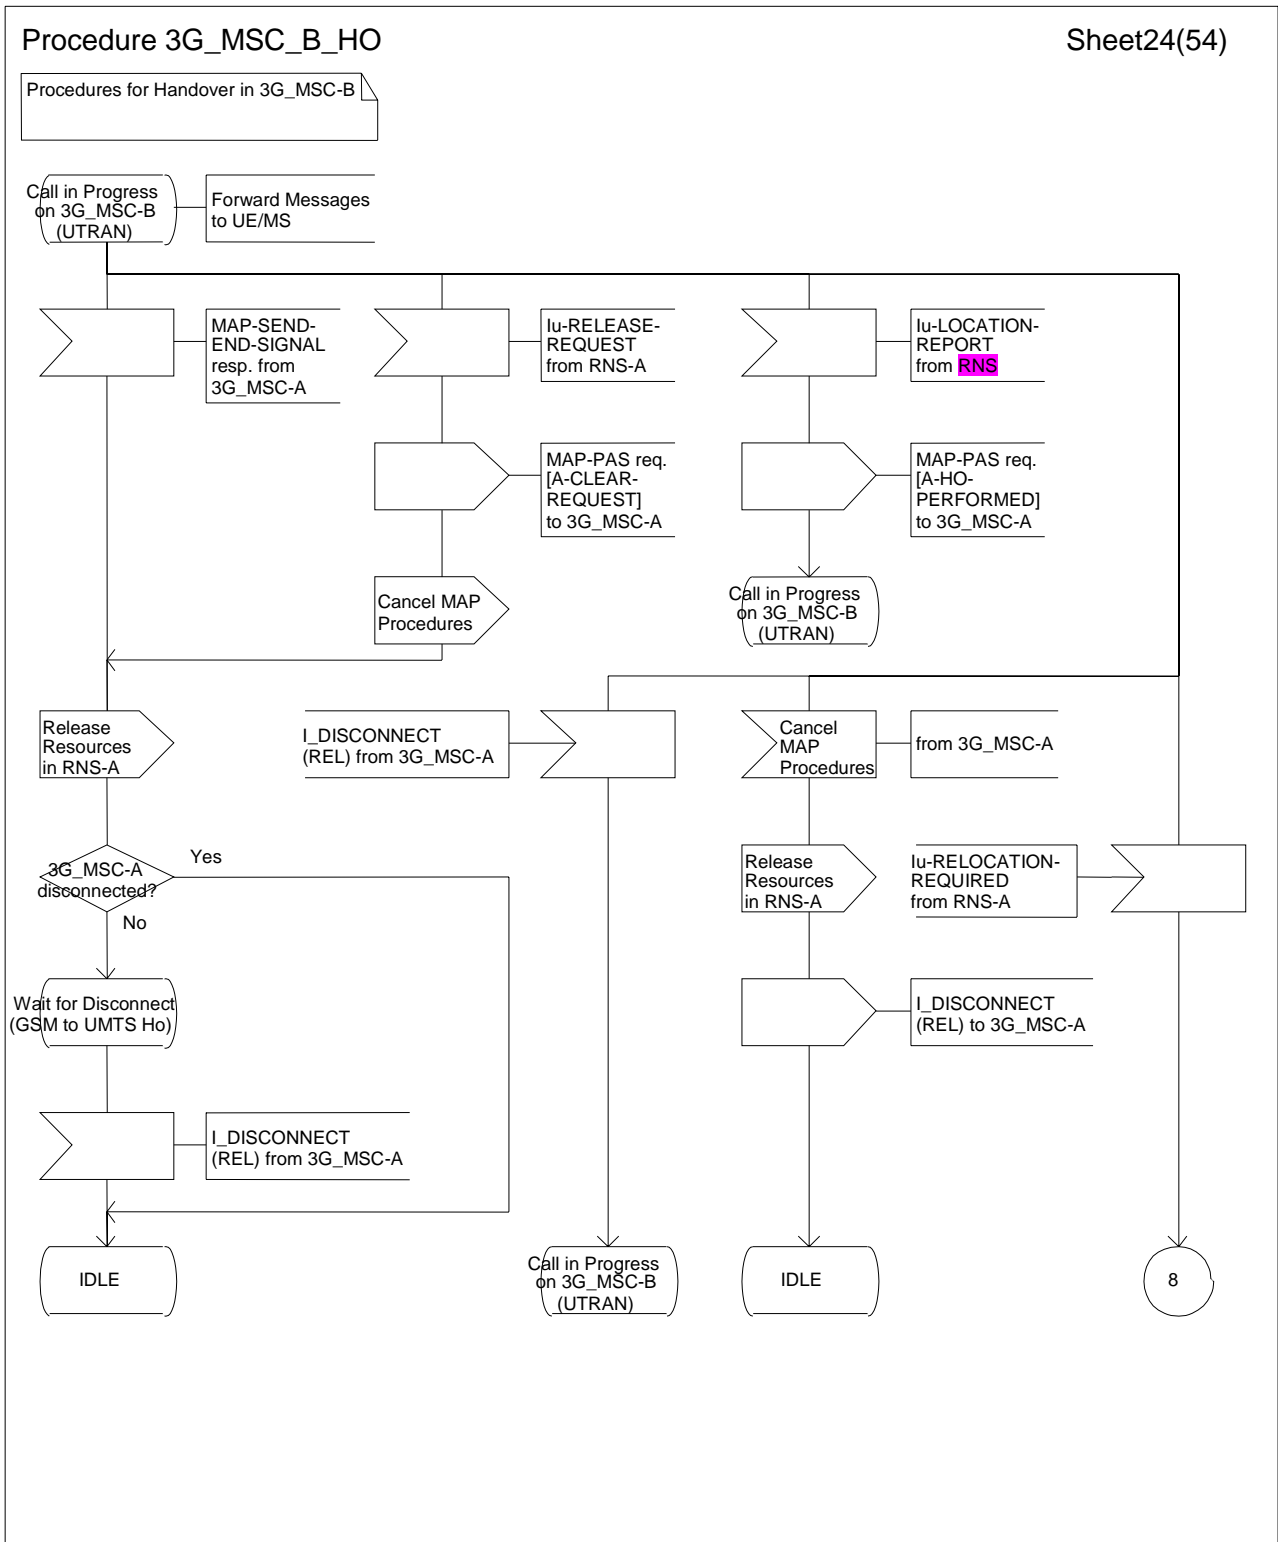 Procedure 3G_MSC_B_HO
Sheet24(54)
Procedures for Handover in 3G_MSC-B
Call in Progress
on 3G_MSC-B
(UTRAN)
Forward Messages
to UE/MS
MAP-SEND-
END-SIGNAL
resp. from
3G_MSC-A
Iu-RELEASE-
REQUEST
from RNS-A
Iu-LOCATION-
REPORT
from RNS
MAP-PAS req.
[A-CLEAR-
REQUEST]
to 3G_MSC-A
MAP-PAS req.
[A-HO-
PERFORMED]
to 3G_MSC-A
Cancel MAP
Procedures
Call in Progress
on 3G_MSC-B
(UTRAN)
Release
Resources
in RNS-A
I_DISCONNECT
(REL) from 3G_MSC-A
Cancel
MAP
Procedures
from 3G_MSC-A
3G_MSC-A
disconnected?
Yes
No
Release
Resources
in RNS-A
Iu-RELOCATION-
REQUIRED
from RNS-A
Wait for Disconnect
(GSM to UMTS Ho)
I_DISCONNECT
(REL) to 3G_MSC-A
I_DISCONNECT
(REL) from 3G_MSC-A
IDLE
Call in Progress
on 3G_MSC-B
(UTRAN)
IDLE
8